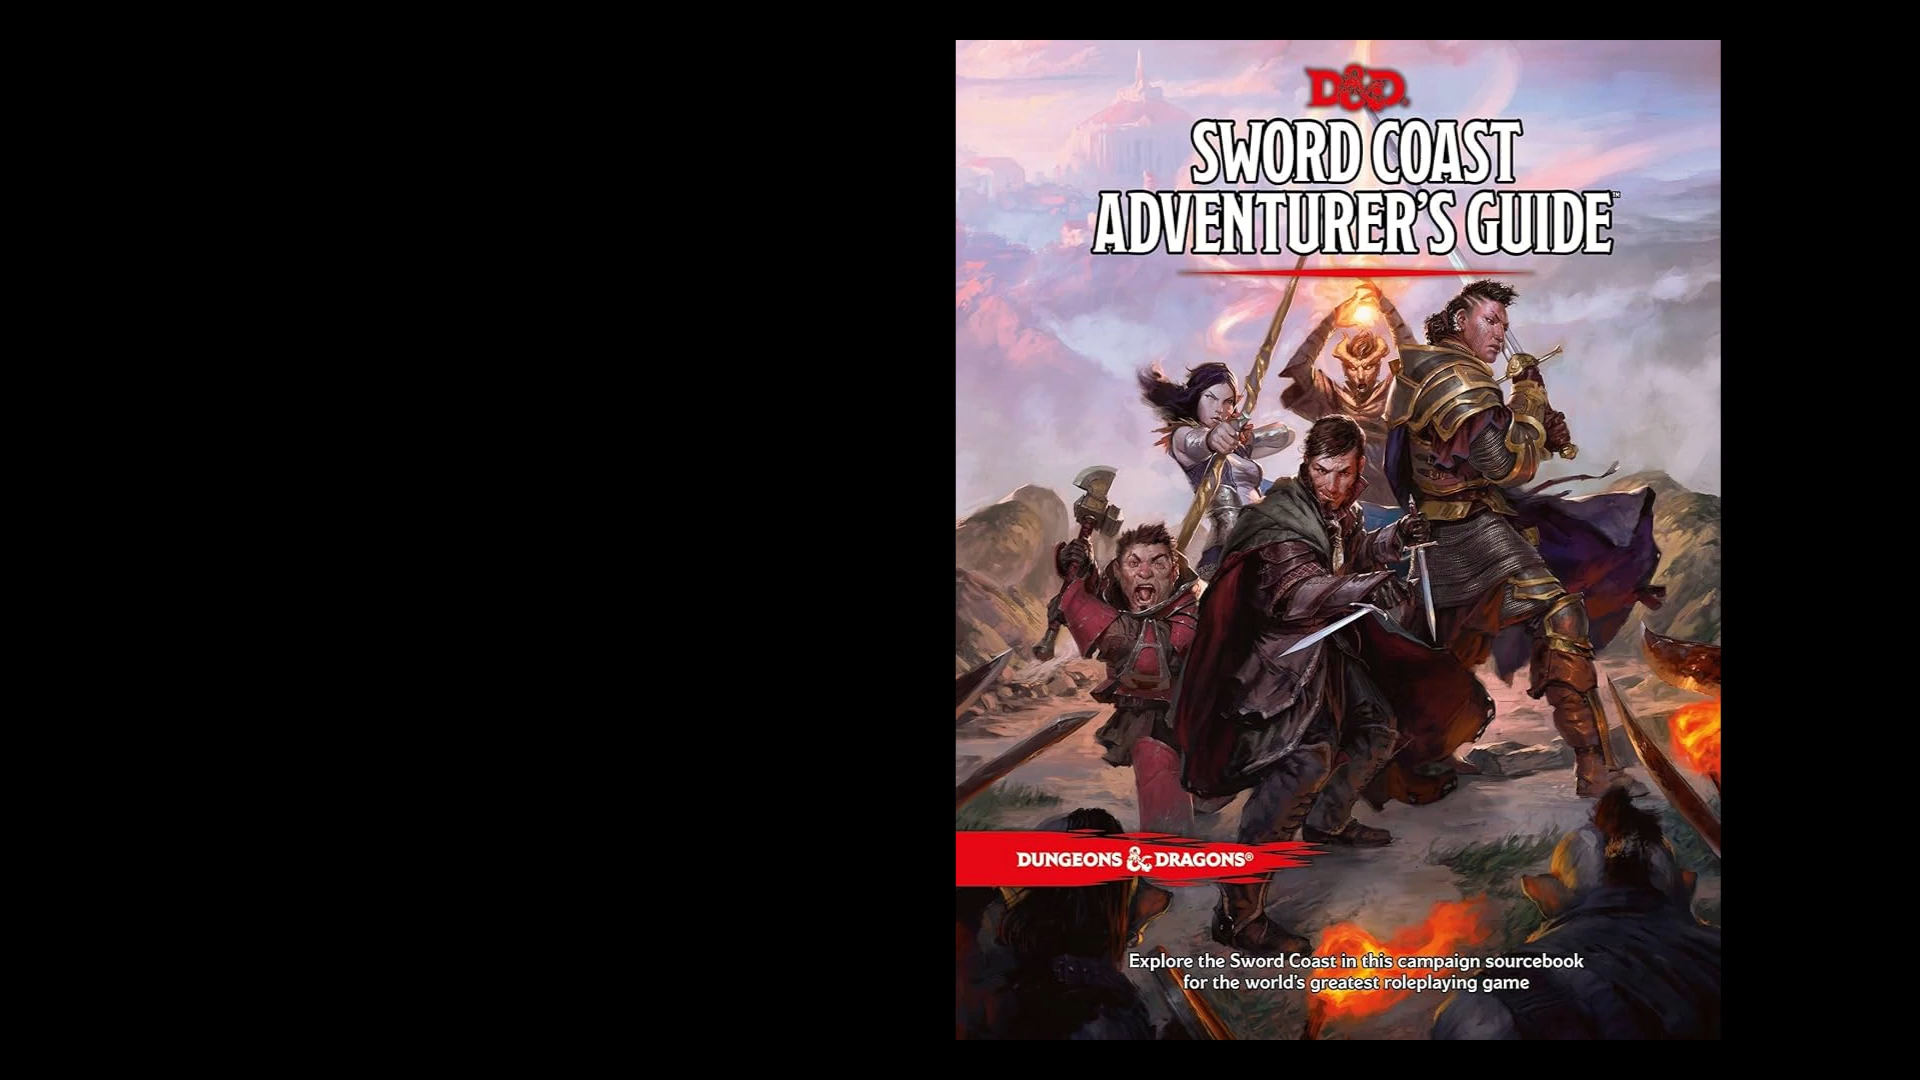 D&D®
SWORD COAST
ADVENTURER'S GUIDE™
DUNGEONS & DRAGONS®
Explore the Sword Coast in this campaign sourcebook
for the world's greatest roleplaying game